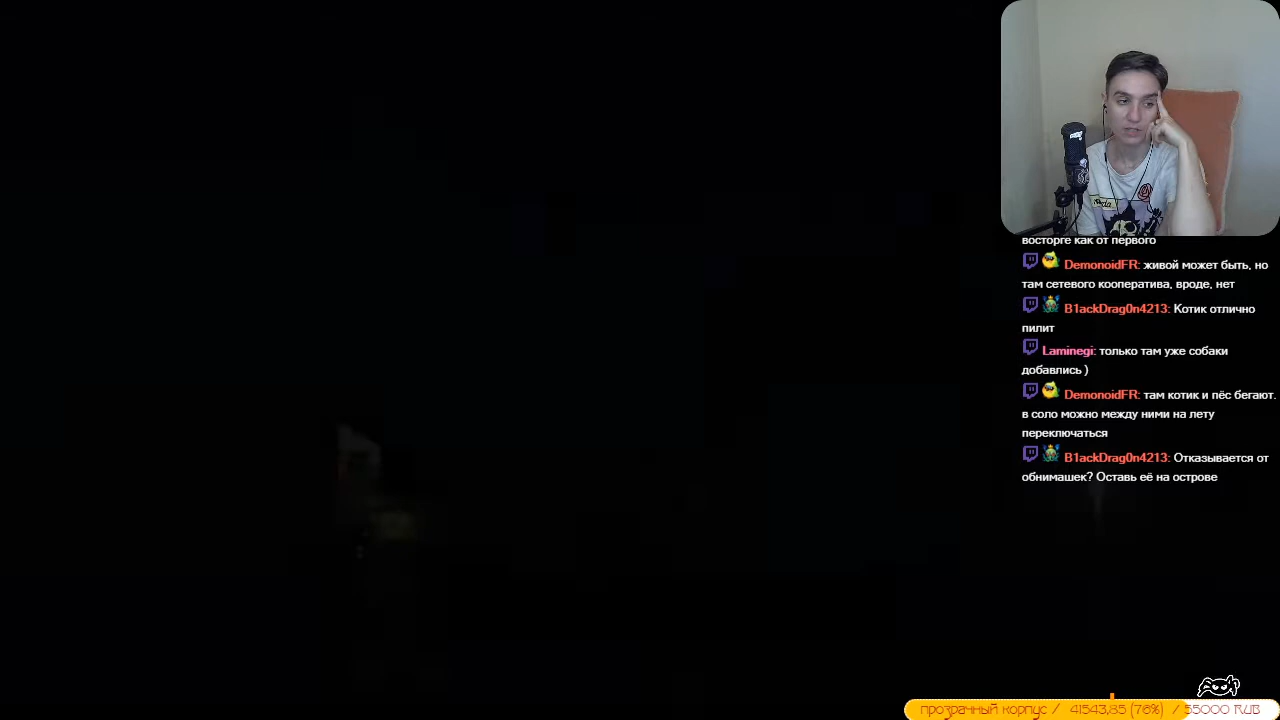 восторге как от первого
DemonoidFR: живой может быть, но
там сетевого кооператива, вроде, нет
B1ackDrag0n4213: Котик отлично
пилит
Laminegi: только там уже собаки
добавлись )
DemonoidFR: там котик и пёс бегают.
в соло можно между ними на лету
переключаться
B1ackDrag0n4213: Отказывается от
обнимашек? Оставь её на острове
прозрачный корпус / 41543,85 (76%) / 55000 RUB